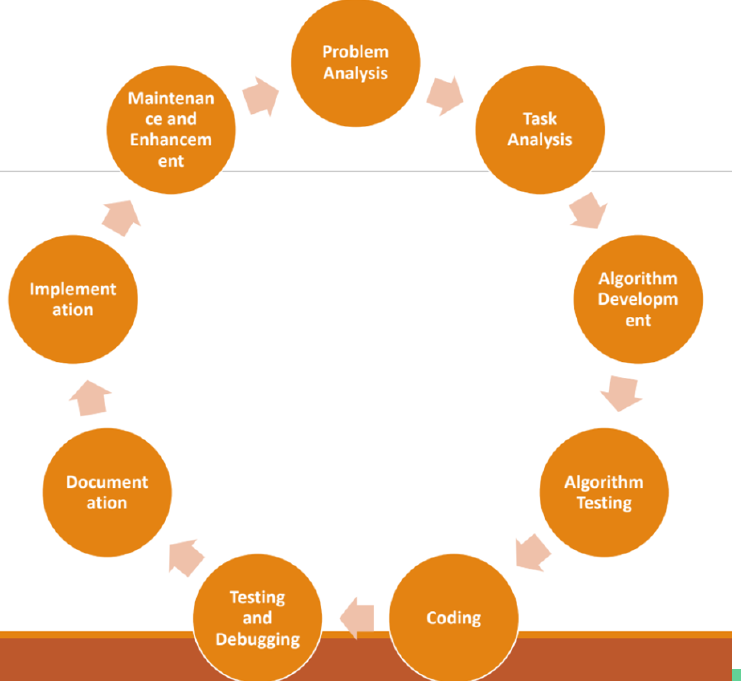 Problem
Analysis
Task
Analysis
Algorithm
Developm
ent
Algorithm
Testing
Coding
Testing
and
Debugging
Document
ation
Implement
ation
Maintenan
ce and
Enhancem
ent